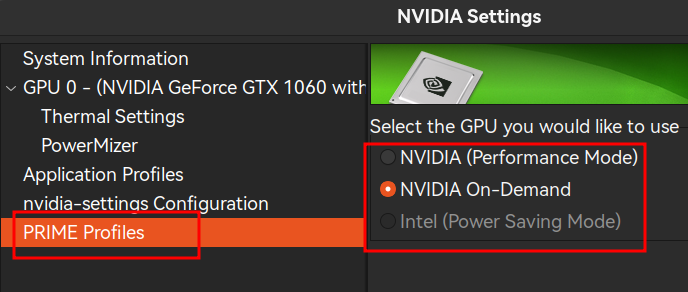 NVIDIA Settings
System Information
GPU 0 - (NVIDIA GeForce GTX 1060 with
Thermal Settings
PowerMizer
Application Profiles
nvidia-settings Configuration
PRIME Profiles
Select the GPU you would like to use
NVIDIA (Performance Mode)
NVIDIA On-Demand
Intel (Power Saving Mode)